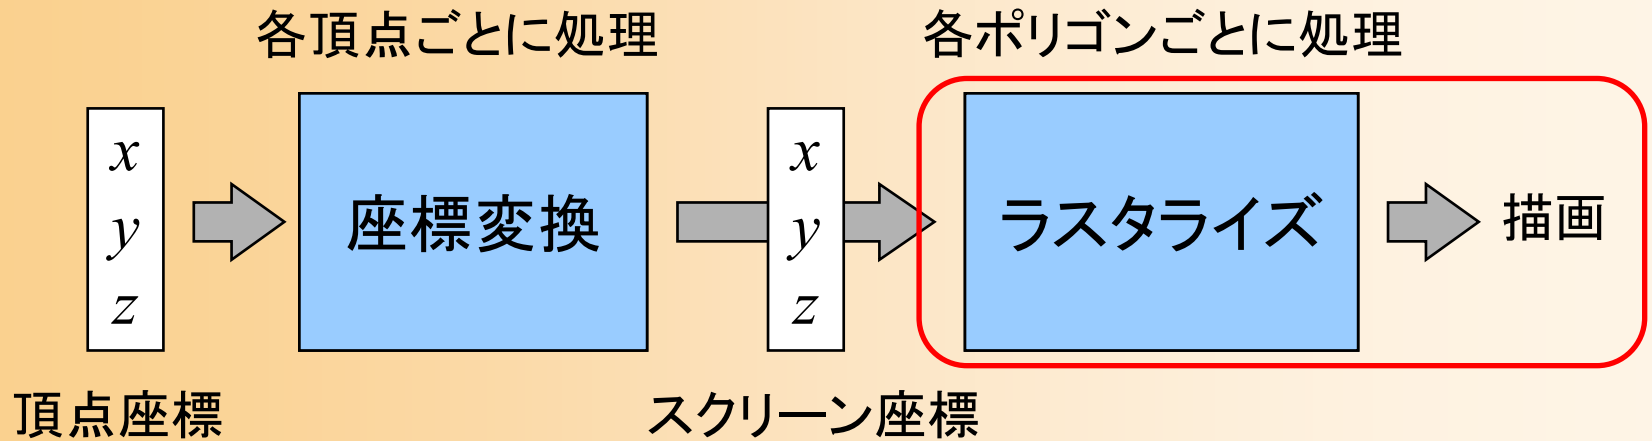 各頂点ごとに処理
各ポリゴンごとに処理
x
y
z
座標変換
x
y
z
ラスタライズ
描画
頂点座標
スクリーン座標